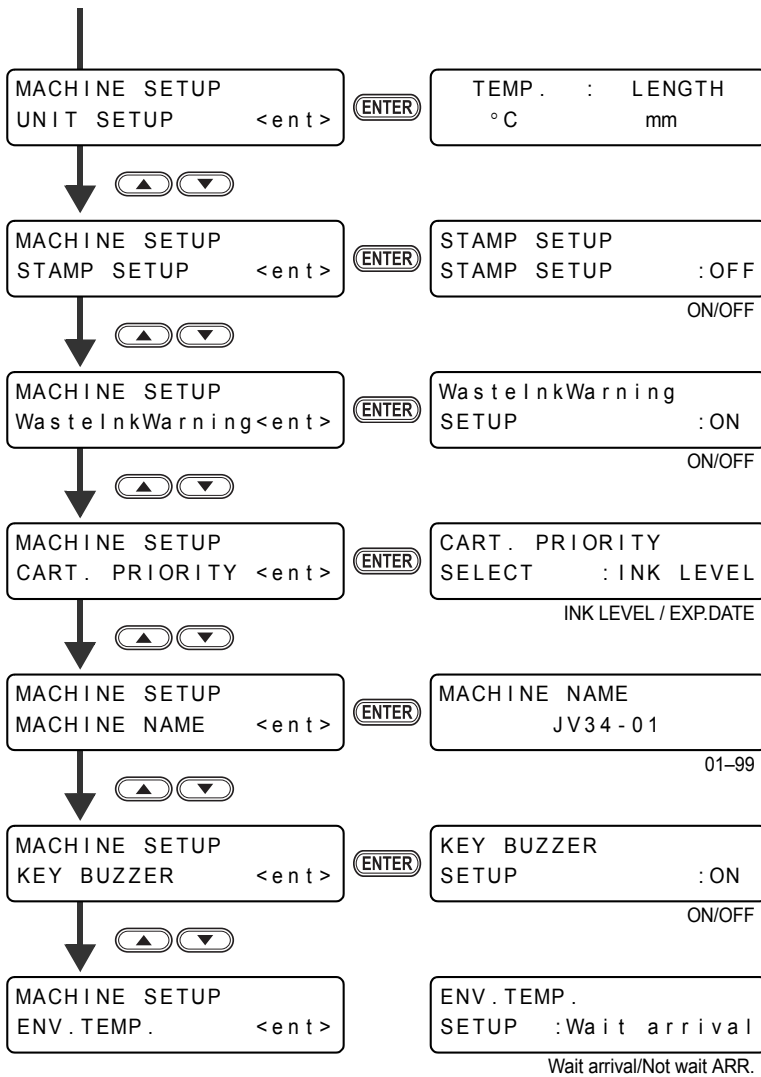 MACHINE SETUP
UNIT SETUP <ent>
ENTER
TEMP. : LENGTH
°C mm
MACHINE SETUP
STAMP SETUP <ent>
ENTER
STAMP SETUP
STAMP SETUP :OFF
ON/OFF
MACHINE SETUP
WasteInkWarning<ent>
ENTER
WasteInkWarning
SETUP :ON
ON/OFF
MACHINE SETUP
CART. PRIORITY <ent>
ENTER
CART. PRIORITY
SELECT :INK LEVEL
INK LEVEL / EXP.DATE
MACHINE SETUP
MACHINE NAME <ent>
ENTER
MACHINE NAME
JV34-01
01–99
MACHINE SETUP
KEY BUZZER <ent>
ENTER
KEY BUZZER
SETUP :ON
ON/OFF
MACHINE SETUP
ENV.TEMP. <ent>
ENV.TEMP.
SETUP :Wait arrival
Wait arrival/Not wait ARR.